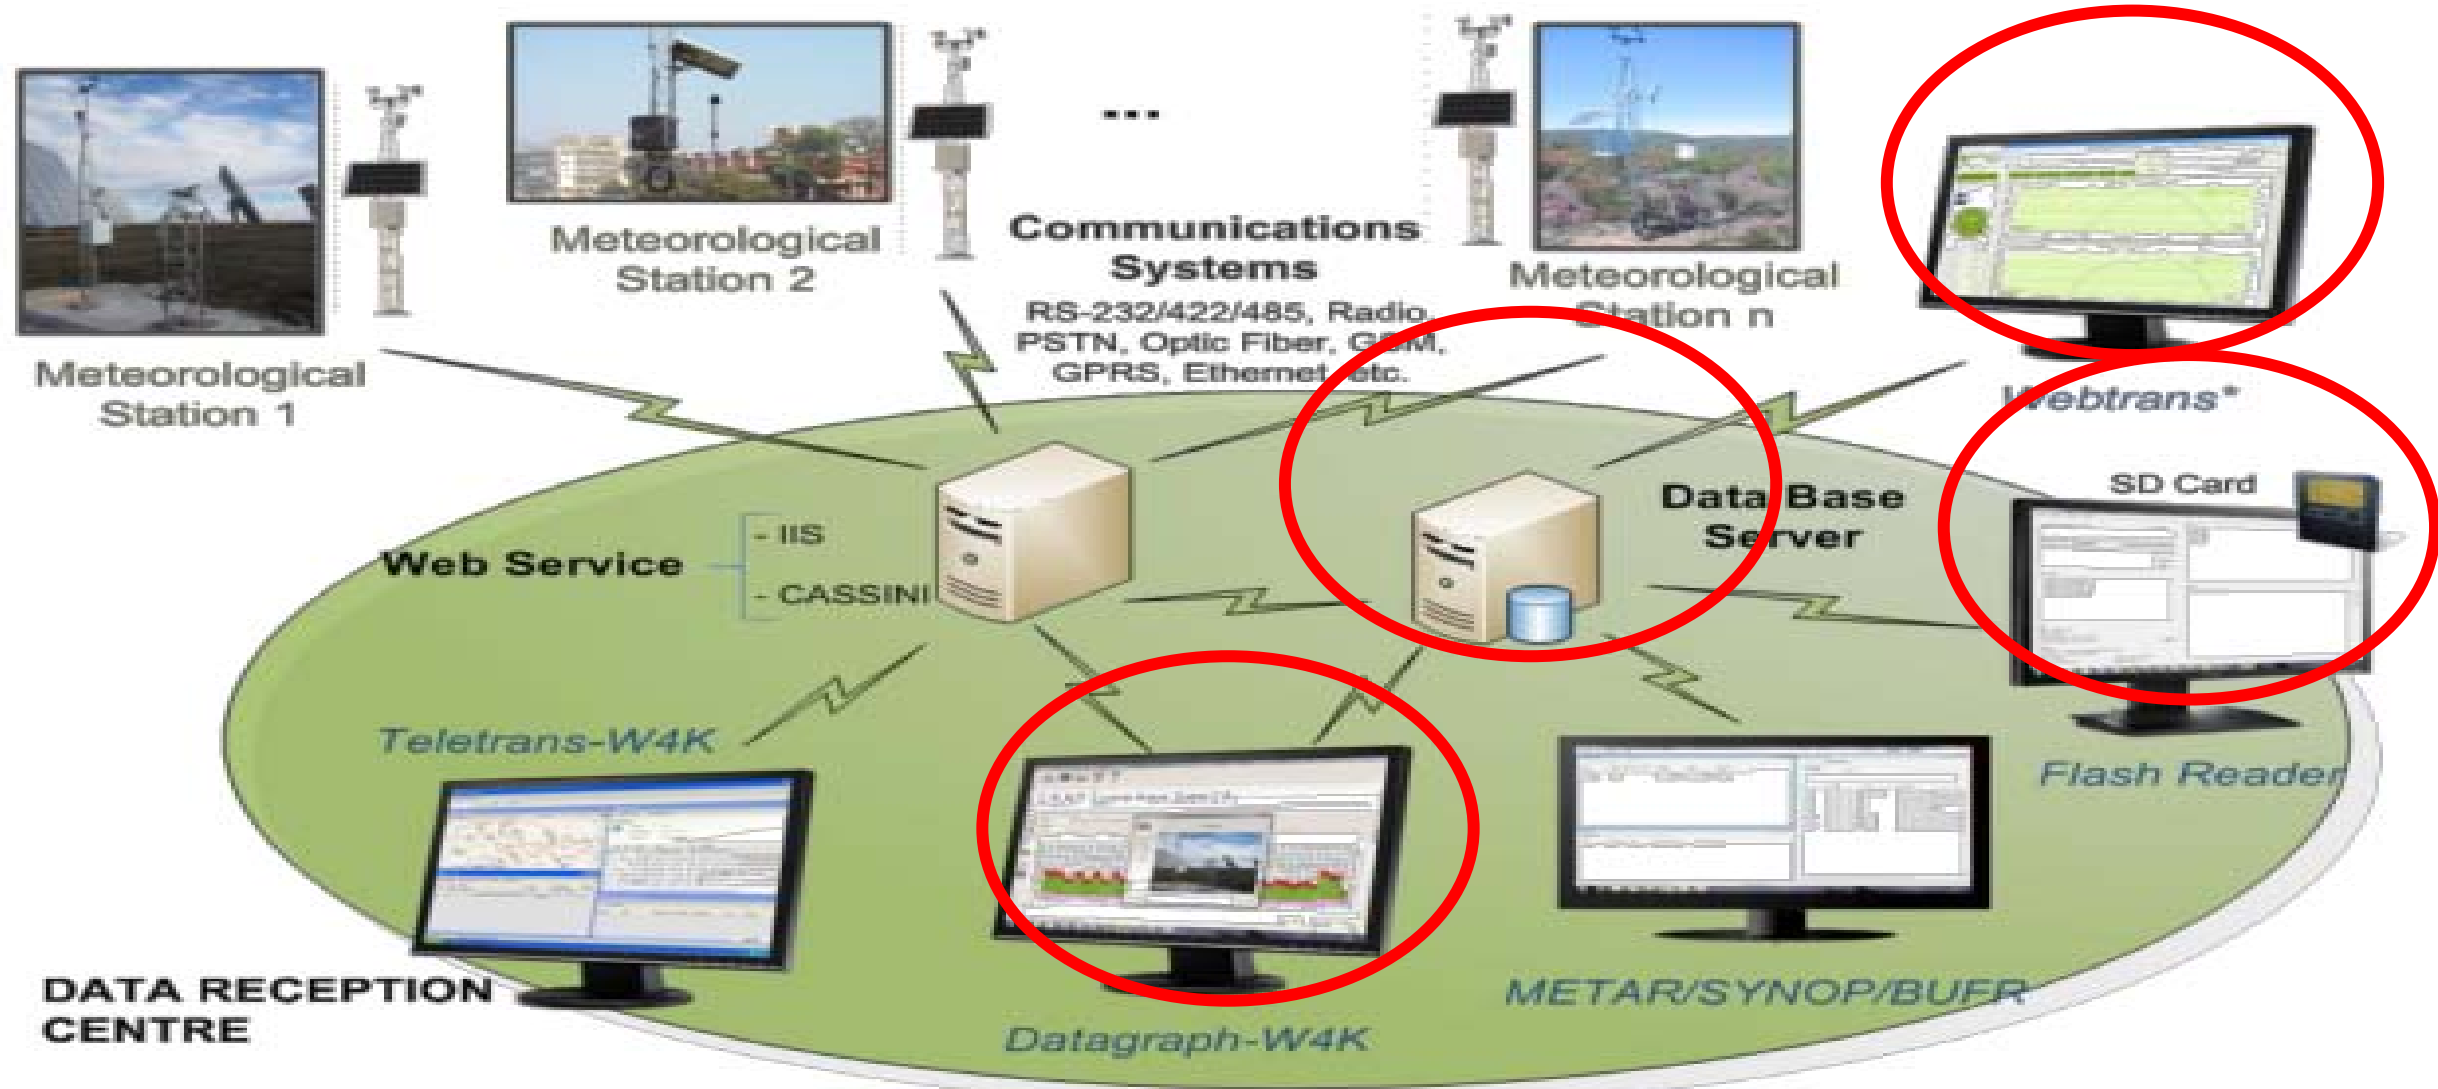 Meteorological
Station 1
Meteorological
Station 2
...
Communications
Systems
RS-232/422/485, Radio,
PSTN, Optic Fiber, GSM,
GPRS, Ethernet, etc.
Meteorological
Station n
Webtrans*
SD Card
Flash Reader
Data Base
Server
Web Service
- IIS
- CASSINI
Teletrans-W4K
Datagraph-W4K
METAR/SYNOP/BUFR
DATA RECEPTION
CENTRE